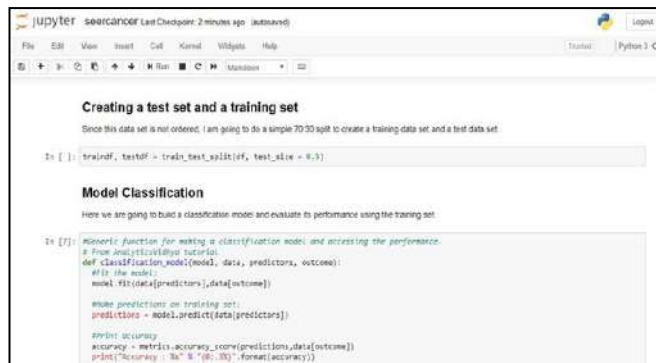 jupyter seercancer Last Checkpoint: 2 minutes ago (autosaved)
Logout
File Edit View Insert Cell Kernel Widgets Help
Trusted Python 3
Run Markdown
Creating a test set and a training set
Since this data set is not ordered, I am going to do a simple 70:30 split to create a training data set and a test data set.
In [ ]: traindf, testdf = train_test_split(df, test_size = 0.3)
Model Classification
Here we are going to build a classification model and evaluate its performance using the training set.
In [7]: #Generic function for making a classification model and accessing the performance.
# From AnalyticsVidhya tutorial
def classification_model(model, data, predictors, outcome):
#Fit the model:
model.fit(data[predictors],data[outcome])
#Make predictions on training set:
predictions = model.predict(data[predictors])
#Print accuracy
accuracy = metrics.accuracy_score(predictions,data[outcome])
print("Accuracy : %s" % "{0:.3%}".format(accuracy))